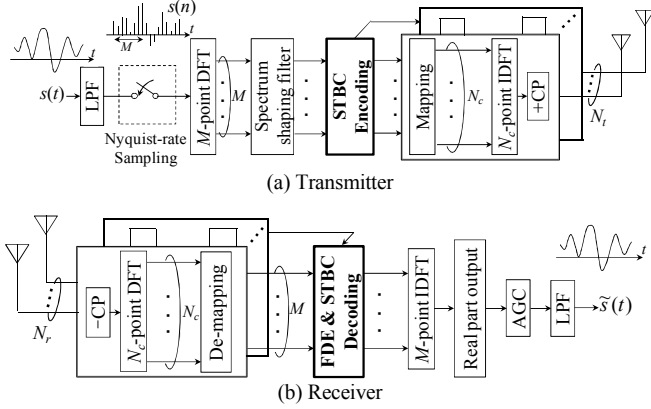 s(n)
t
M
t
s(t)
LPF
Nyquist-rate
Sampling
M-point DFT
M
Spectrum
shaping filter
STBC
Encoding
Mapping
N_c
N_c-point IDFT
+CP
N_t
(a) Transmitter
N_r
−CP
N_c-point DFT
N_c
De-mapping
M
FDE & STBC
Decoding
M-point IDFT
Real part output
AGC
LPF
t
s̃(t)
(b) Receiver